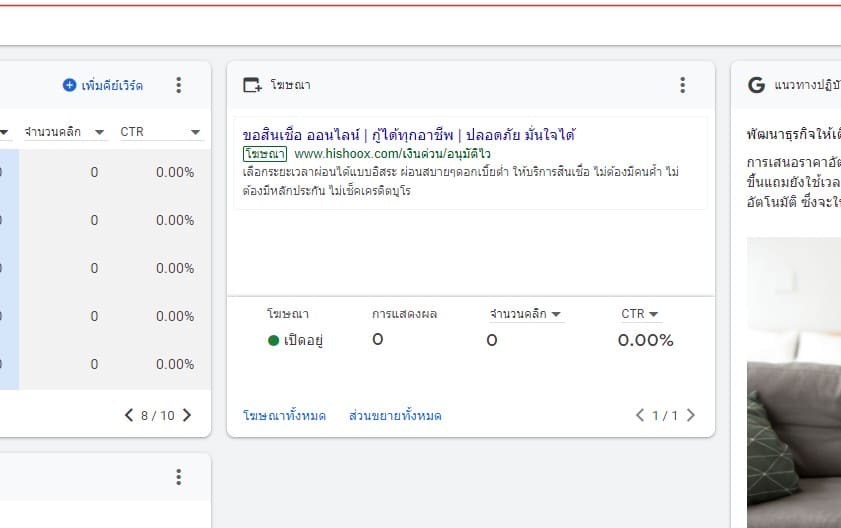 เพิ่มคีย์เวิร์ด
จำนวนคลิก CTR
0 0 0.00%
0 0 0.00%
0 0 0.00%
0 0 0.00%
0 0 0.00%
8 / 10
โฆษณา
ขอสินเชื่อ ออนไลน์ | กู้ได้ทุกอาชีพ | ปลอดภัย มั่นใจได้
โฆษณา www.hishoox.com/เงินด่วน/อนุมัติไว
เลือกระยะเวลาผ่อนได้แบบอิสระ ผ่อนสบายๆดอกเบี้ยต่ำ ให้บริการสินเชื่อ ไม่ต้องมีคนค้ำ ไม่
ต้องมีหลักประกัน ไม่เช็คเครดิตบูโร
โฆษณา การแสดงผล จำนวนคลิก CTR
เปิดอยู่ 0 0 0.00%
โฆษณาทั้งหมด ส่วนขยายทั้งหมด
1 / 1
G แนวทางปฏิบั
พัฒนาธุรกิจให้เติ
การเสนอราคาอัต
ขึ้นแถมยังใช้เวล
อัตโนมัติ ซึ่งจะใ